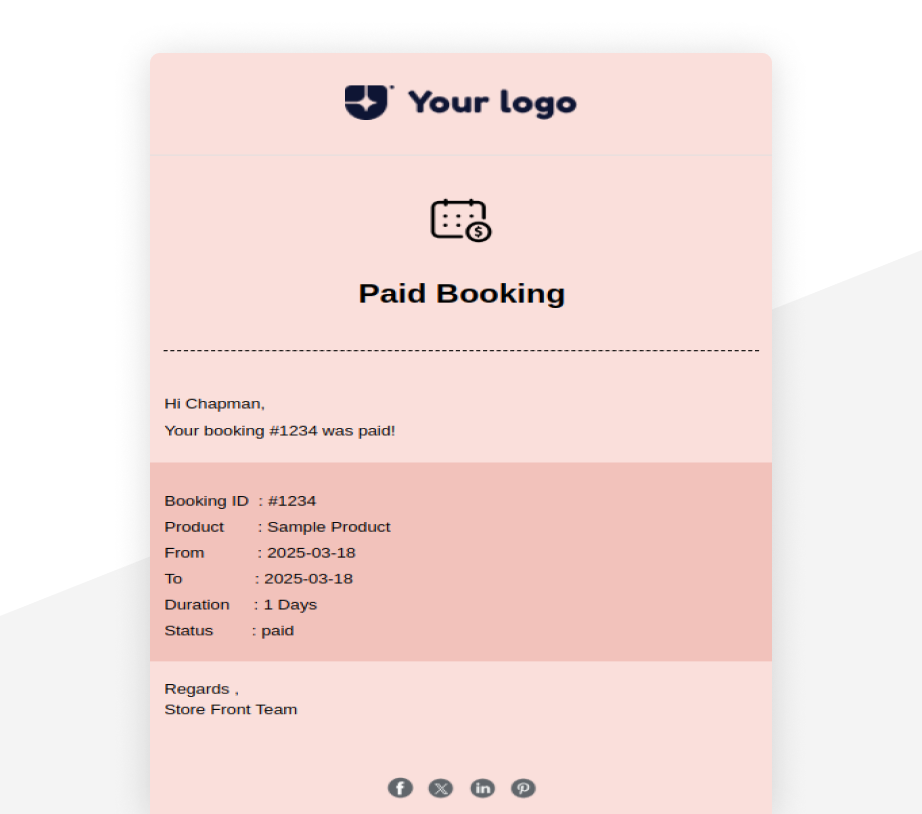 Your logo
Paid Booking
Hi Chapman,
Your booking #1234 was paid!
Booking ID : #1234
Product : Sample Product
From : 2025-03-18
To : 2025-03-18
Duration : 1 Days
Status : paid
Regards ,
Store Front Team